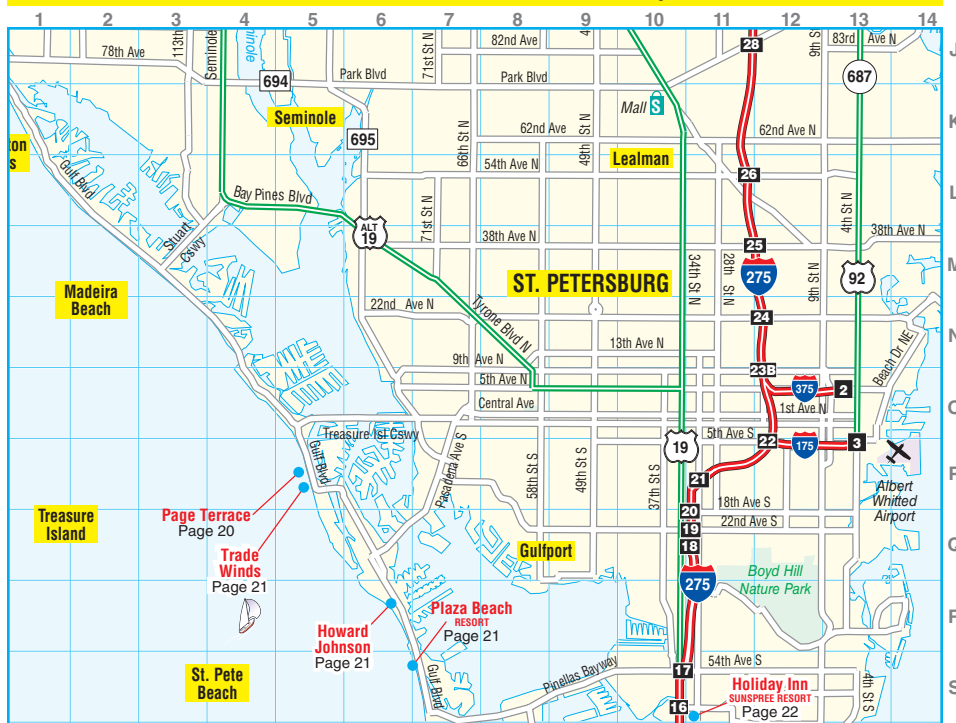 1 2 3 4 5 6 7 8 9 10 11 12 13 14
J
K
L
M
N
O
P
Q
R
S
78th Ave
113th
Seminole
82nd Ave
71st St N
9th St
83rd Ave N
28
694
Park Blvd
Park Blvd
687
Mall S
Seminole
695
66th St N
62nd Ave
49th St N
62nd Ave N
Lealman
54th Ave N
26
Gulf Blvd
Bay Pines Blvd
Stuart
Cswy
ALT
19
71st St N
38th Ave N
34th St N
28th St N
25
4th St N
38th Ave N
9th St N
275
92
ST. PETERSBURG
Madeira
Beach
22nd Ave N
Tyrone Blvd N
24
13th Ave N
9th Ave N
5th Ave N
23B
375
2
Beach Dr NE
Central Ave
1st Ave N
Treasure Isl Cswy
5th Ave S
22
175
3
19
Gulf Blvd
Pasadena Ave S
58th St S
49th St S
37th St S
21
Albert
Whitted
Airport
Page Terrace
Page 20
Treasure
Island
Trade
Winds
Page 21
20
18th Ave S
19
22nd Ave S
18
Gulfport
275
Boyd Hill
Nature Park
Howard
Johnson
Page 21
Plaza Beach
RESORT
Page 21
St. Pete
Beach
Gulf Blvd
Pinellas Bayway
17
54th Ave S
16
Holiday Inn
SUNSPREE RESORT
Page 22
4th St S